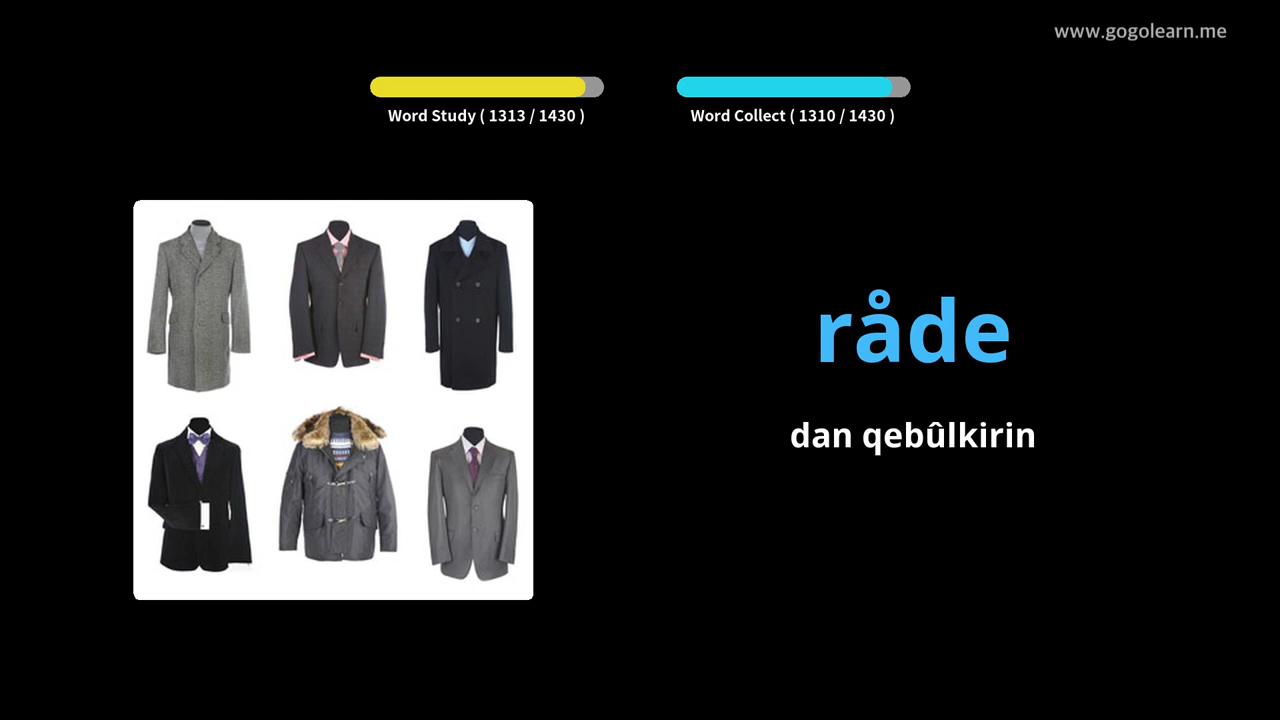 www.gogolearn.me
Word Study ( 1313 / 1430 )
Word Collect ( 1310 / 1430 )
råde
dan qebûlkirin